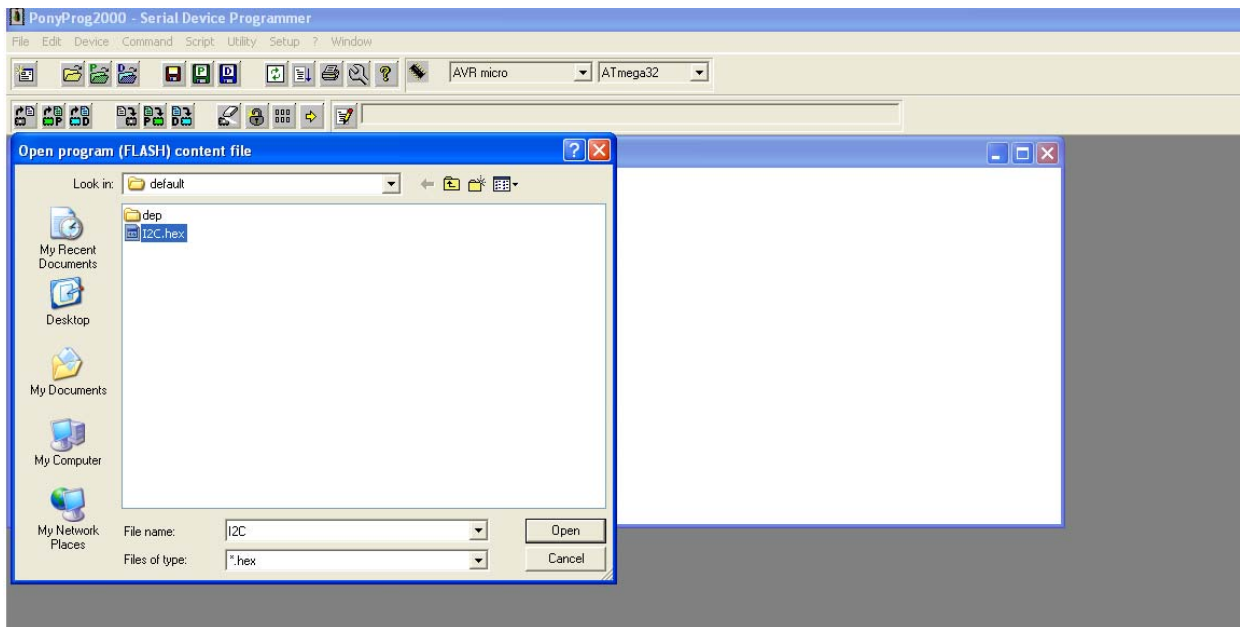 PonyProg2000 - Serial Device Programmer
File Edit Device Command Script Utility Setup ? Window
AVR micro ATmega32
Open program (FLASH) content file
Look in: default
dep
I2C.hex
My Recent
Documents
Desktop
My Documents
My Computer
My Network
Places
File name: I2C Open
Files of type: *.hex Cancel